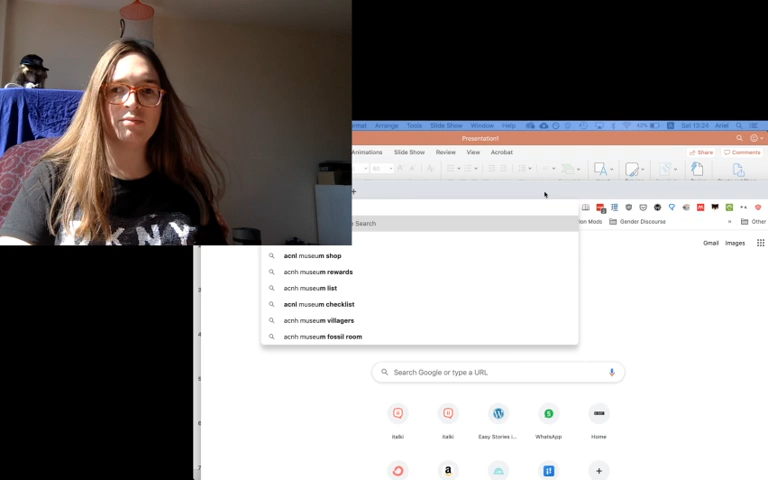 DKNY
Arrange Tools Slide Show Window Help 42% Sat 13:24 Ariel
Presentation1
Animations Slide Show Review View Acrobat Share Comments
Gender Discourse » Other
Search
Gmail Images
acnl museum shop
acnh museum rewards
acnh museum list
acnl museum checklist
acnh museum villagers
acnh museum fossil room
Search Google or type a URL
italki italki Easy Stories i... WhatsApp Home